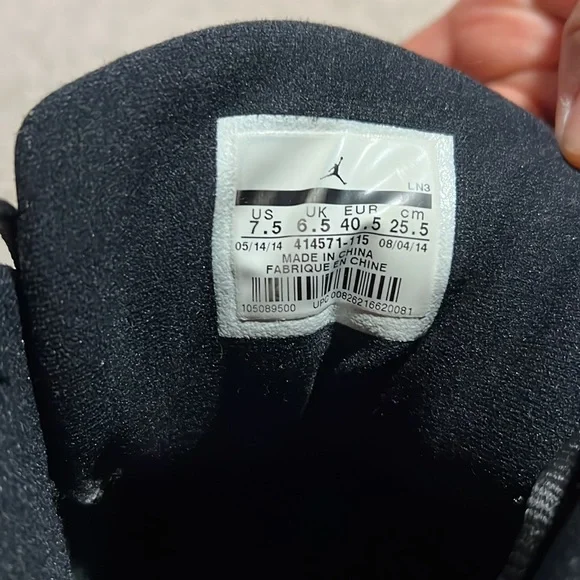 LN3
US UK EUR cm
7.5 6.5 40.5 25.5
05/14/14 414571-115 08/04/14
MADE IN CHINA
FABRIQUE EN CHINE
105089500 UPC 00826216620081